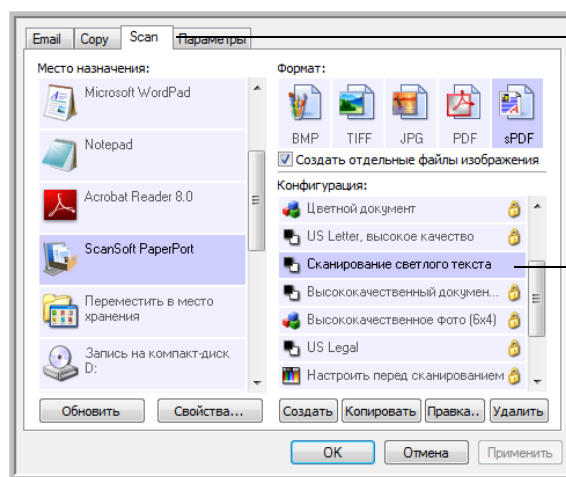 Email Copy Scan Параметры
Место назначения:
Microsoft WordPad
Notepad
Acrobat Reader 8.0
ScanSoft PaperPort
Переместить в место
хранения
Запись на компакт-диск
D:
Обновить Свойства...
Формат:
BMP TIFF JPG PDF sPDF
Создать отдельные файлы изображения
Конфигурация:
Цветной документ
US Letter, высокое качество
Сканирование светлого текста
Высококачественный докумен...
Высококачественное фото (6x4)
US Legal
Настроить перед сканированием
Создать Копировать Правка.. Удалить
OK Отмена Применить